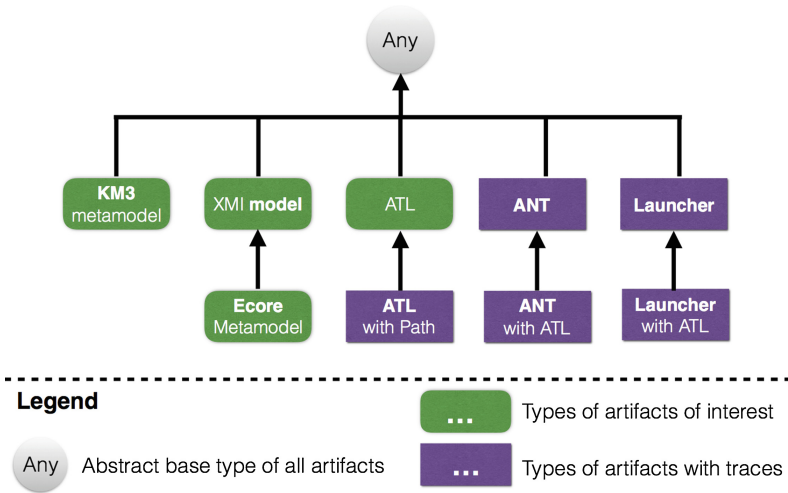 Any
KM3
metamodel
XMI model
ATL
ANT
Launcher
Ecore
Metamodel
ATL
with Path
ANT
with ATL
Launcher
with ATL
Legend
... Types of artifacts of interest
Any Abstract base type of all artifacts
... Types of artifacts with traces